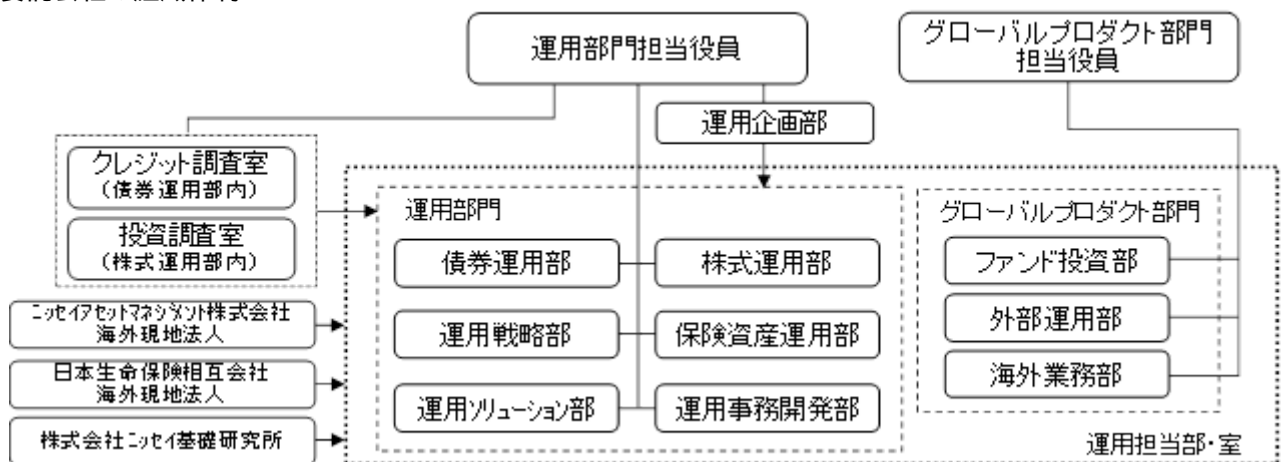 運用部門担当役員
グローバルプロダクト部門
担当役員
運用企画部
クレジット調査室
(債券運用部内)
投資調査室
(株式運用部内)
運用部門
債券運用部
株式運用部
運用戦略部
保険資産運用部
運用ソリューション部
運用事務開発部
グローバルプロダクト部門
ファンド投資部
外部運用部
海外業務部
ニッセイアセットマネジメント株式会社
海外現地法人
日本生命保険相互会社
海外現地法人
株式会社ニッセイ基礎研究所
運用担当部・室